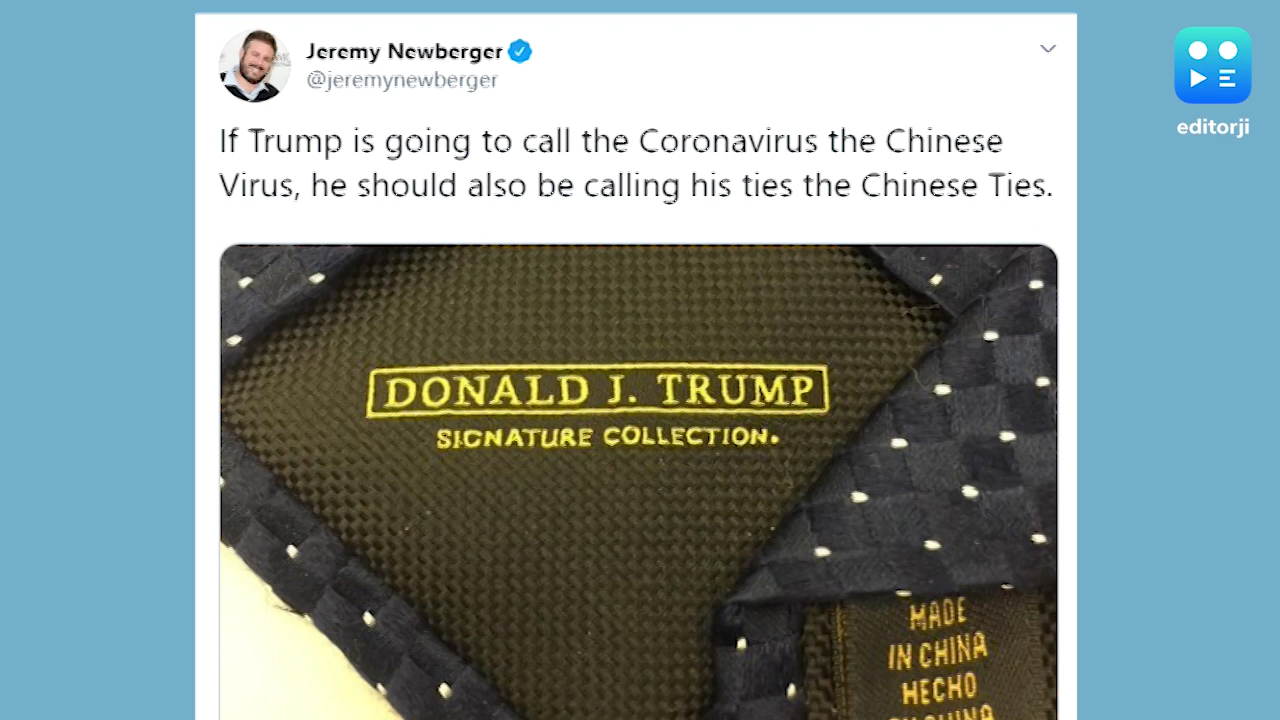 Jeremy Newberger
@jeremynewberger
editorji
If Trump is going to call the Coronavirus the Chinese
Virus, he should also be calling his ties the Chinese Ties.
DONALD J. TRUMP
SIGNATURE COLLECTION.
MADE
IN CHINA
HECHO
CHINA